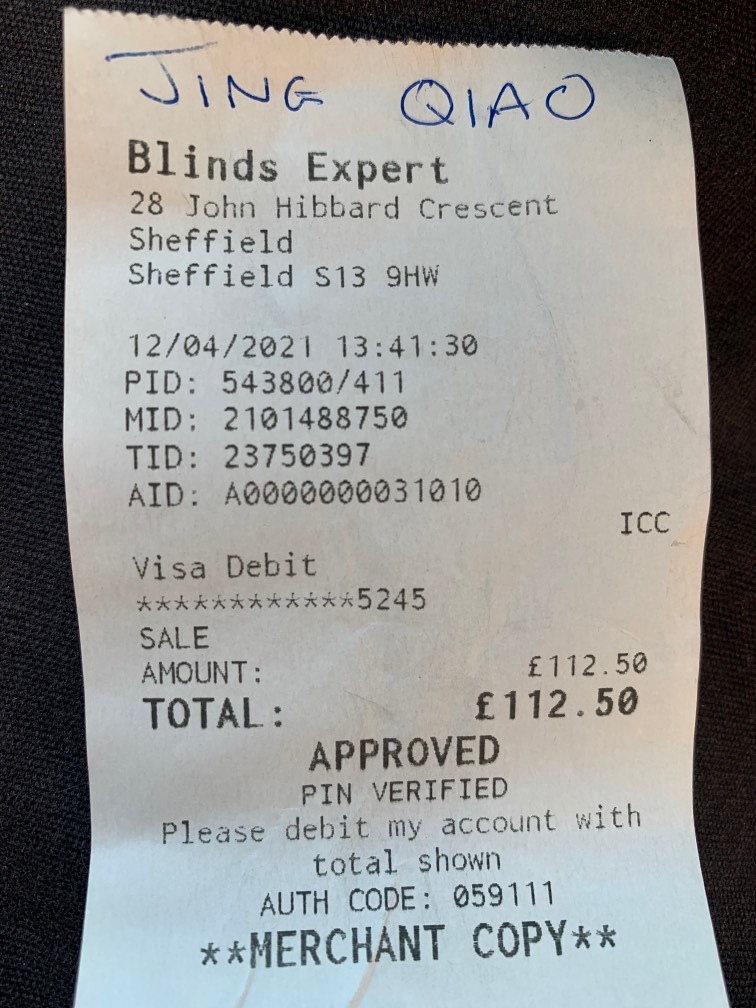 JING QIAO
Blinds Expert
28 John Hibbard Crescent
Sheffield
Sheffield S13 9HW
12/04/2021 13:41:30
PID: 543800/411
MID: 2101488750
TID: 23750397
AID: A0000000031010
ICC
Visa Debit
************5245
SALE
AMOUNT: £112.50
TOTAL: £112.50
APPROVED
PIN VERIFIED
Please debit my account with
total shown
AUTH CODE: 059111
**MERCHANT COPY**